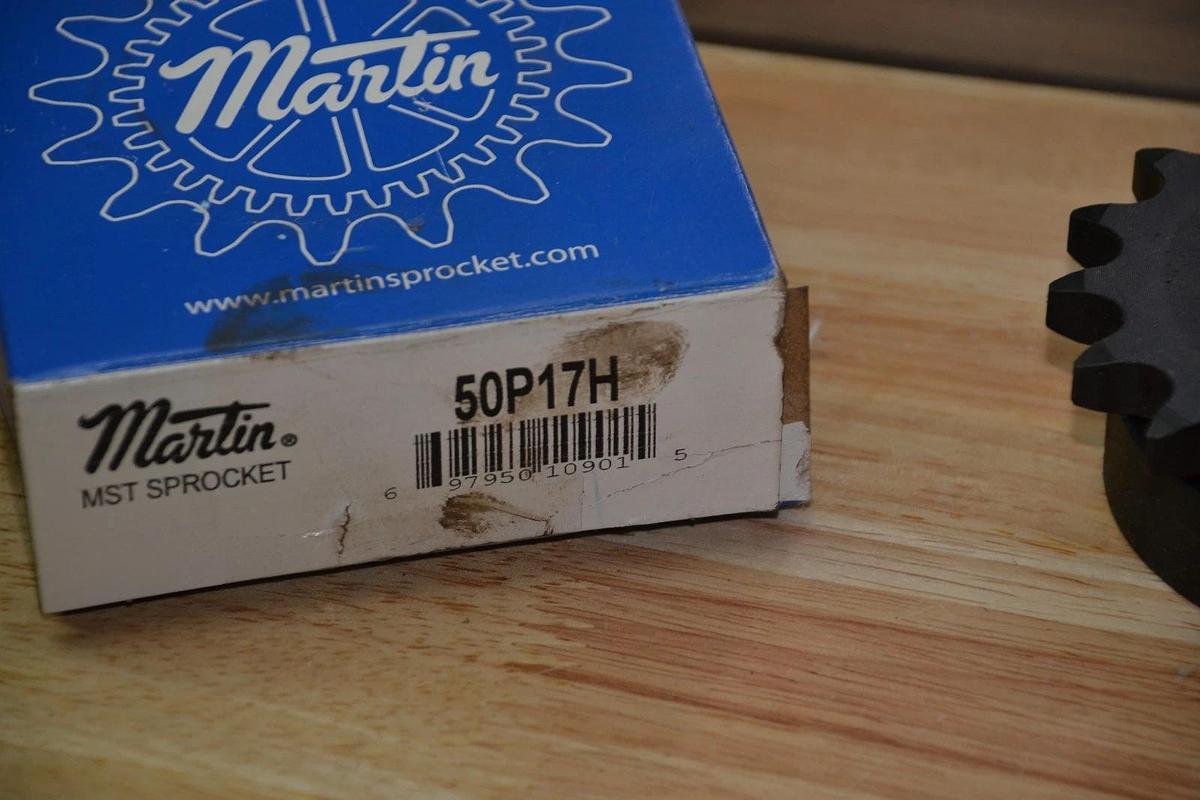 Martin
www.martinsprocket.com
50P17H
Martin®
MST SPROCKET
6 97950 10901 5